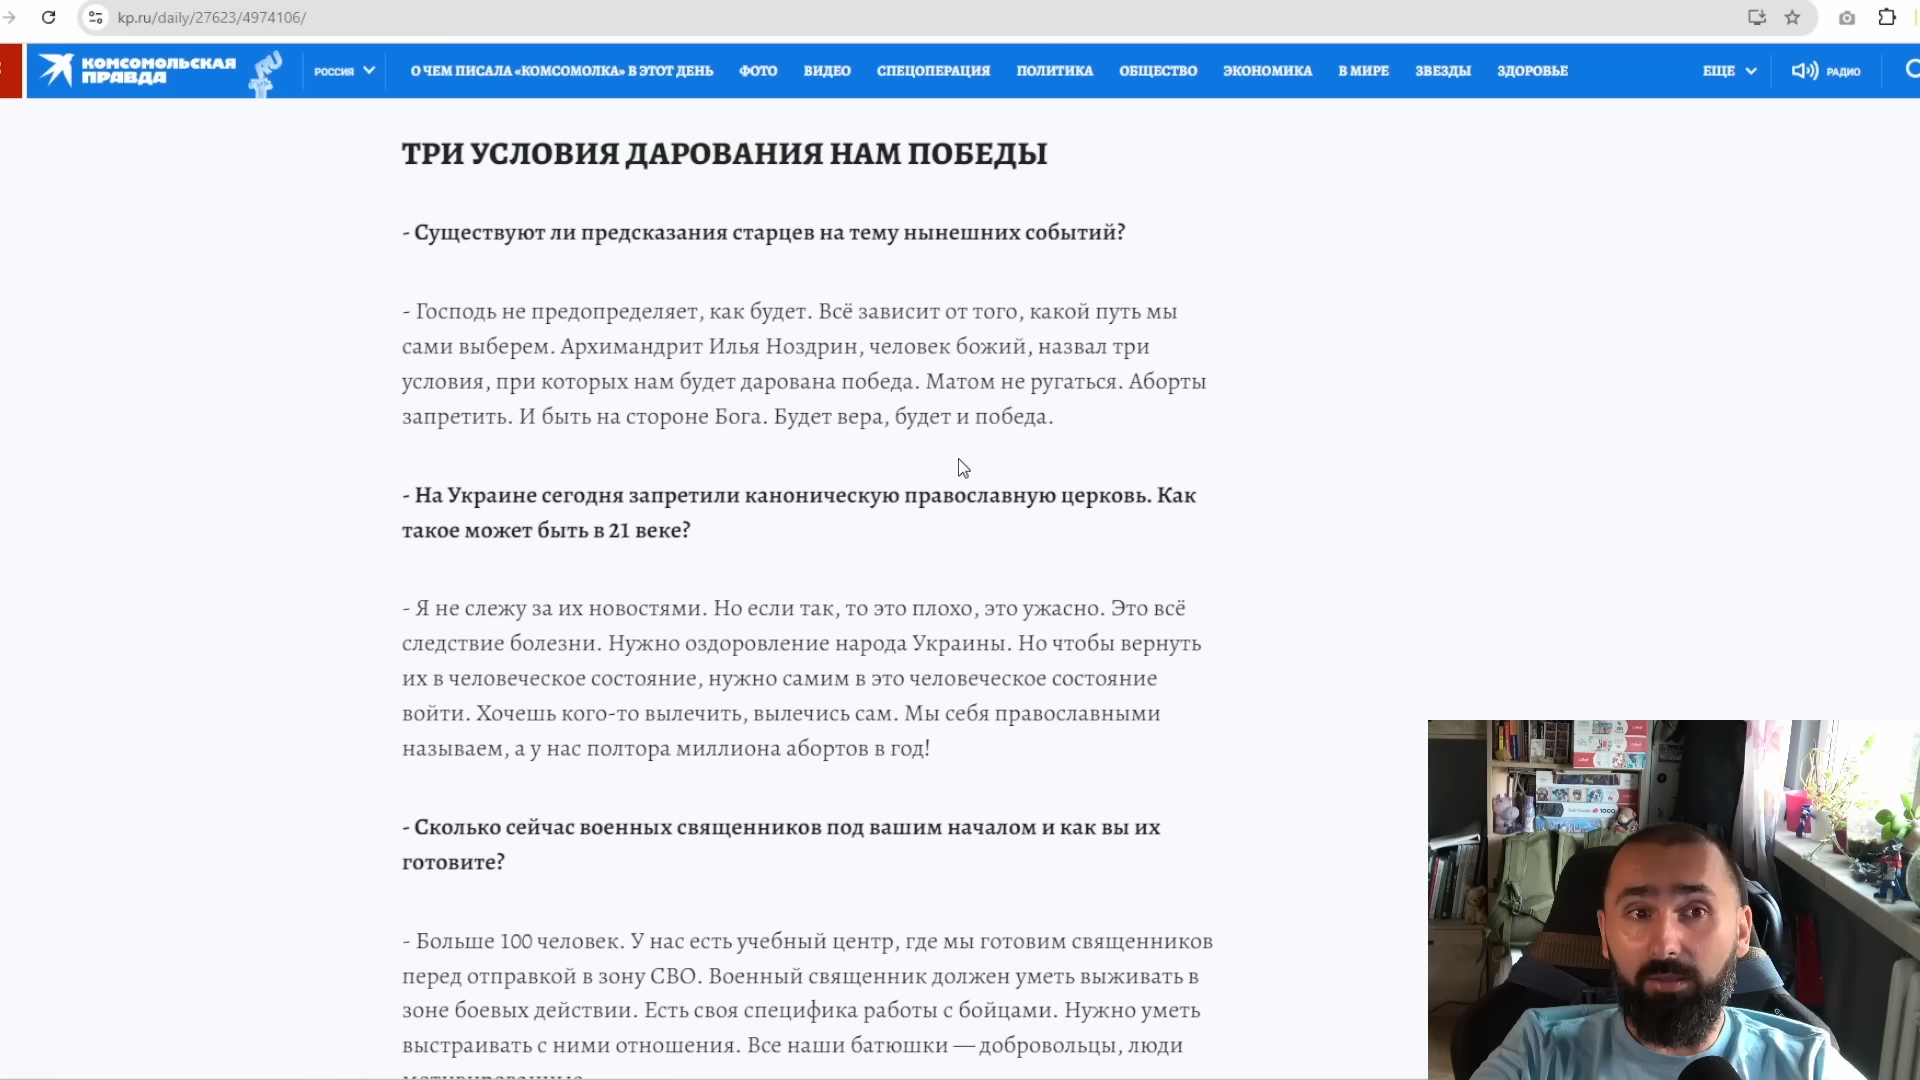 kp.ru/daily/27623/4974106/
КОМСОМОЛЬСКАЯ
ПРАВДА
РОССИЯ
О ЧЕМ ПИСАЛА «КОМСОМОЛКА» В ЭТОТ ДЕНЬ ФОТО ВИДЕО СПЕЦОПЕРАЦИЯ ПОЛИТИКА ОБЩЕСТВО ЭКОНОМИКА В МИРЕ ЗВЕЗДЫ ЗДОРОВЬЕ ЕЩЕ РАДИО
ТРИ УСЛОВИЯ ДАРОВАНИЯ НАМ ПОБЕДЫ
- Существуют ли предсказания старцев на тему нынешних событий?
- Господь не предопределяет, как будет. Всё зависит от того, какой путь мы
сами выберем. Архимандрит Илья Ноздрин, человек божий, назвал три
условия, при которых нам будет дарована победа. Матом не ругаться. Аборты
запретить. И быть на стороне Бога. Будет вера, будет и победа.
- На Украине сегодня запретили каноническую православную церковь. Как
такое может быть в 21 веке?
- Я не слежу за их новостями. Но если так, то это плохо, это ужасно. Это всё
следствие болезни. Нужно оздоровление народа Украины. Но чтобы вернуть
их в человеческое состояние, нужно самим в это человеческое состояние
войти. Хочешь кого-то вылечить, вылечись сам. Мы себя православными
называем, а у нас полтора миллиона абортов в год!
- Сколько сейчас военных священников под вашим началом и как вы их
готовите?
- Больше 100 человек. У нас есть учебный центр, где мы готовим священников
перед отправкой в зону СВО. Военный священник должен уметь выживать в
зоне боевых действии. Есть своя специфика работы с бойцами. Нужно уметь
выстраивать с ними отношения. Все наши батюшки — добровольцы, люди